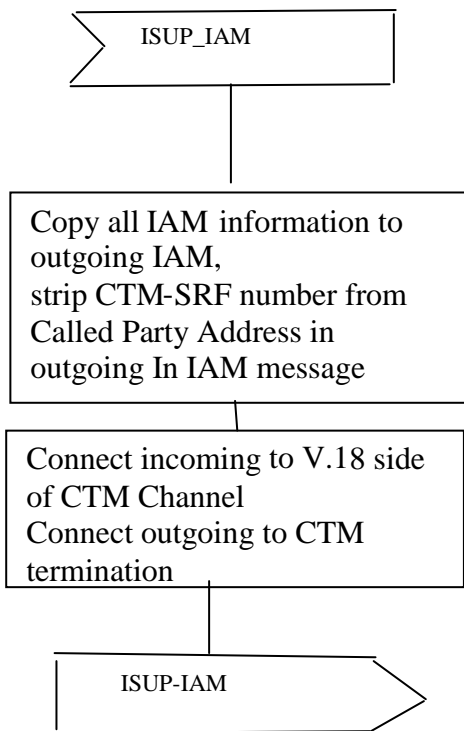 ISUP_IAM
Copy all IAM information to
outgoing IAM,
strip CTM-SRF number from
Called Party Address in
outgoing In IAM message
Connect incoming to V.18 side
of CTM Channel
Connect outgoing to CTM
termination
ISUP-IAM